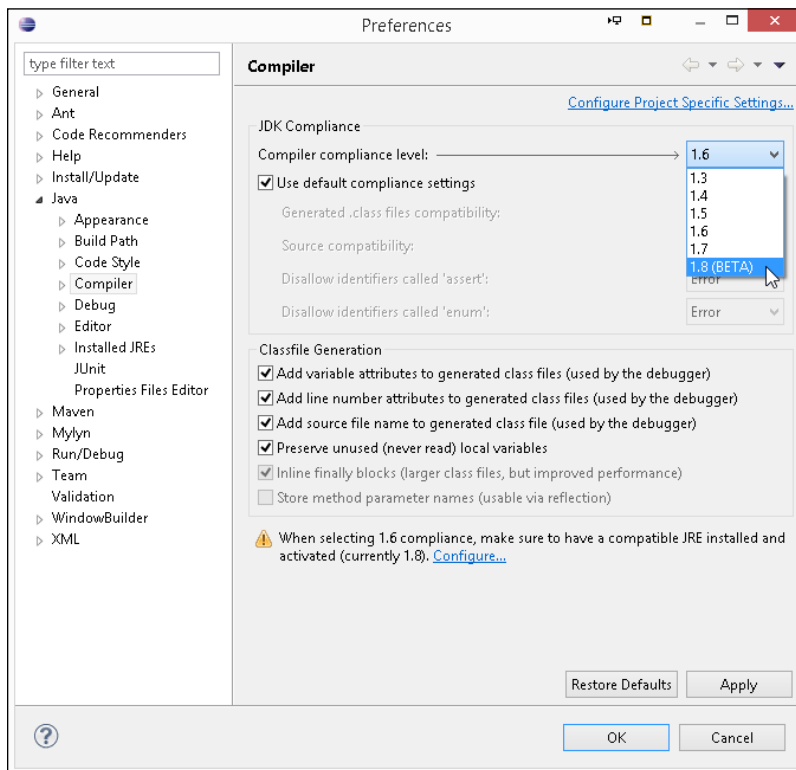 Preferences
type filter text
General
Ant
Code Recommenders
Help
Install/Update
Java
Appearance
Build Path
Code Style
Compiler
Debug
Editor
Installed JREs
JUnit
Properties Files Editor
Maven
Mylyn
Run/Debug
Team
Validation
WindowBuilder
XML
Compiler
Configure Project Specific Settings...
JDK Compliance
Compiler compliance level:
1.6
1.3
1.4
1.5
1.6
1.7
1.8 (BETA)
Use default compliance settings
Generated .class files compatibility:
Source compatibility:
Disallow identifiers called 'assert':
Error
Disallow identifiers called 'enum':
Error
Classfile Generation
Add variable attributes to generated class files (used by the debugger)
Add line number attributes to generated class files (used by the debugger)
Add source file name to generated class file (used by the debugger)
Preserve unused (never read) local variables
Inline finally blocks (larger class files, but improved performance)
Store method parameter names (usable via reflection)
When selecting 1.6 compliance, make sure to have a compatible JRE installed and
activated (currently 1.8). Configure...
Restore Defaults
Apply
?
OK
Cancel